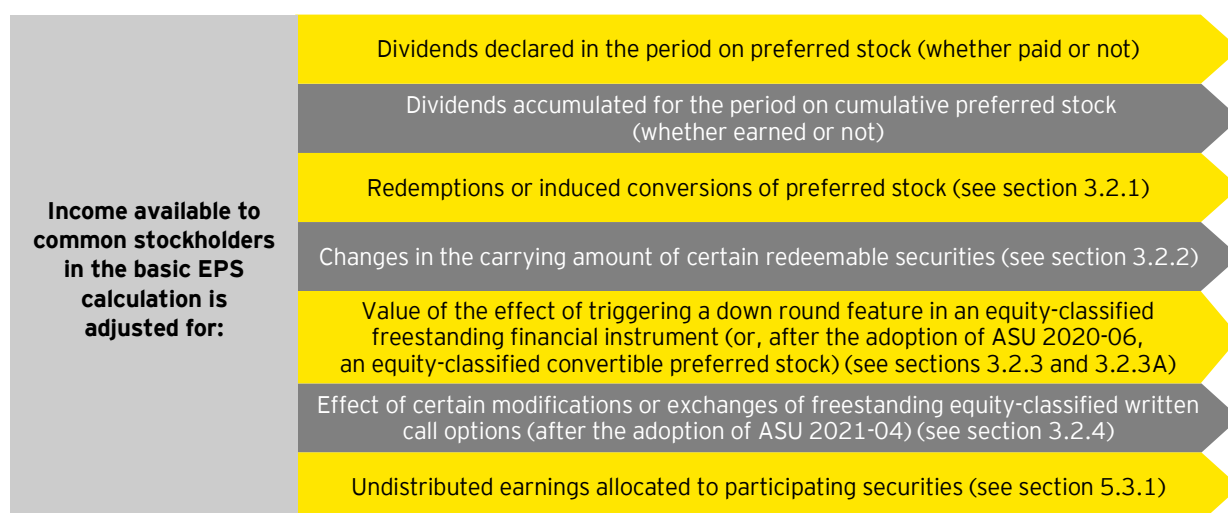 Income available to
common stockholders
in the basic EPS
calculation is
adjusted for:
Dividends declared in the period on preferred stock (whether paid or not)
Dividends accumulated for the period on cumulative preferred stock
(whether earned or not)
Redemptions or induced conversions of preferred stock (see section 3.2.1)
Changes in the carrying amount of certain redeemable securities (see section 3.2.2)
Value of the effect of triggering a down round feature in an equity-classified
freestanding financial instrument (or, after the adoption of ASU 2020-06,
an equity-classified convertible preferred stock) (see sections 3.2.3 and 3.2.3A)
Effect of certain modifications or exchanges of freestanding equity-classified written
call options (after the adoption of ASU 2021-04) (see section 3.2.4)
Undistributed earnings allocated to participating securities (see section 5.3.1)